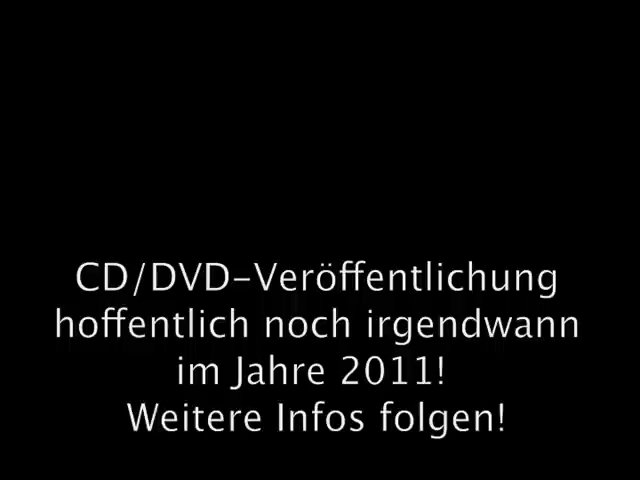 CD/DVD-Veröffentlichung
hoffentlich noch irgendwann
im Jahre 2011!
Weitere Infos folgen!